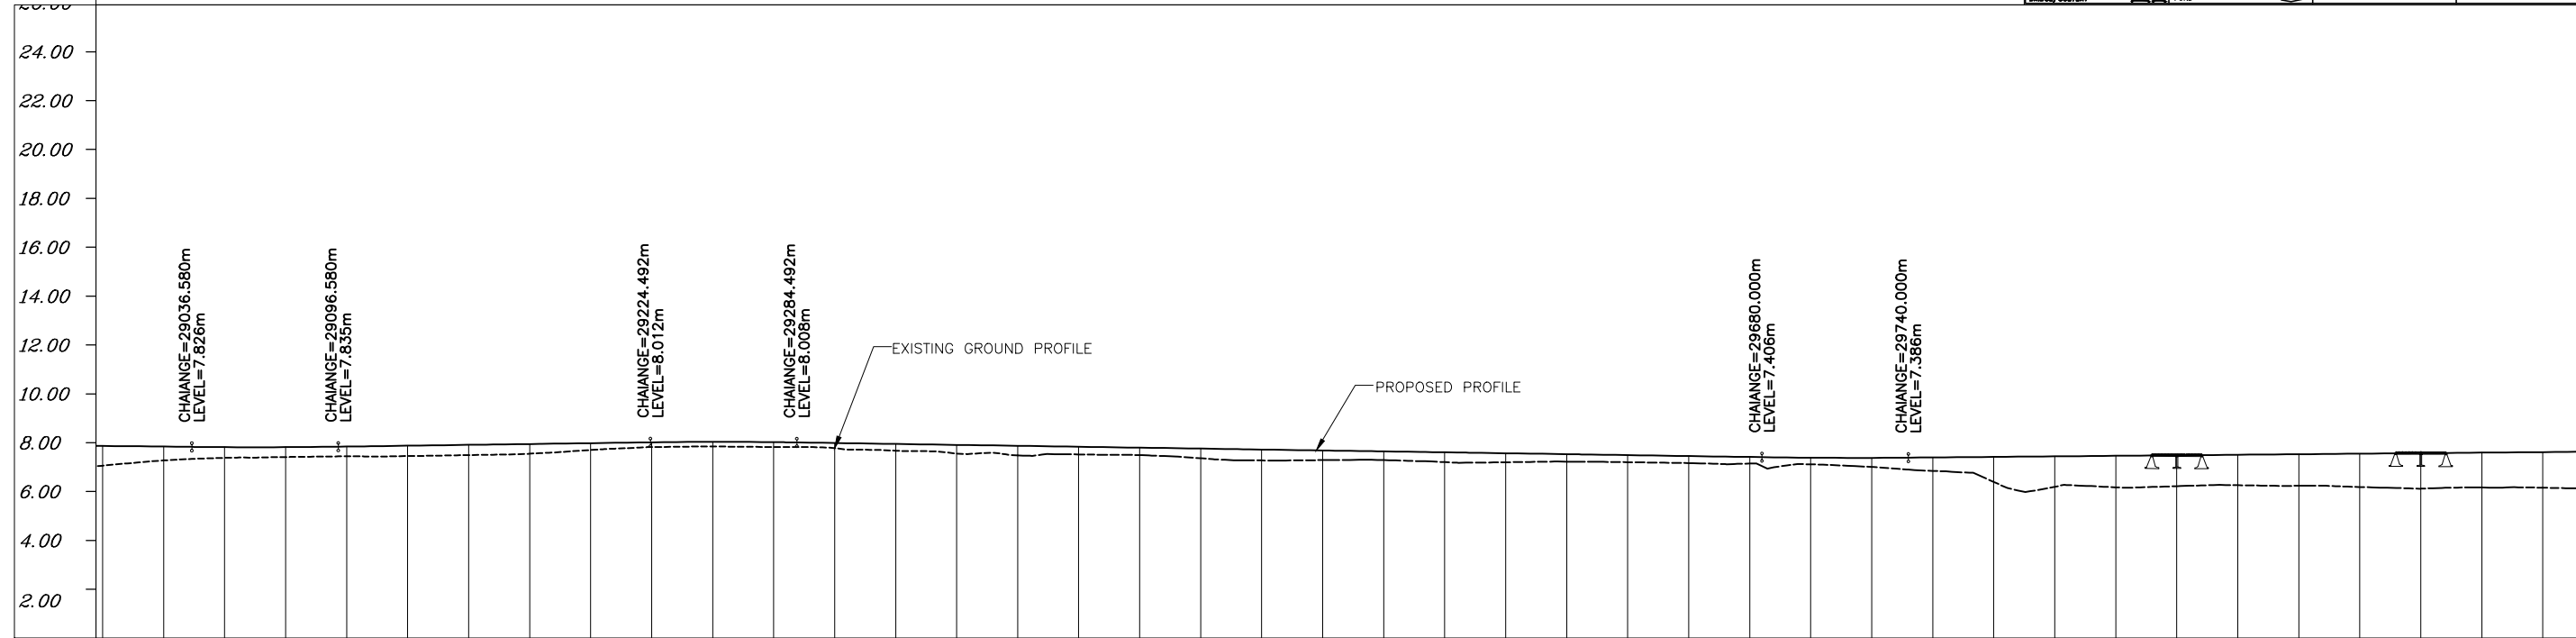 24.00
22.00
20.00
18.00
16.00
14.00
12.00
10.00
8.00
6.00
4.00
2.00
CHAIANGE=29036.580m
LEVEL=7.826m
CHAIANGE=29096.580m
LEVEL=7.835m
CHAIANGE=29224.492m
LEVEL=8.012m
CHAIANGE=29284.492m
LEVEL=8.008m
EXISTING GROUND PROFILE
PROPOSED PROFILE
CHAIANGE=29680.000m
LEVEL=7.406m
CHAIANGE=29740.000m
LEVEL=7.386m